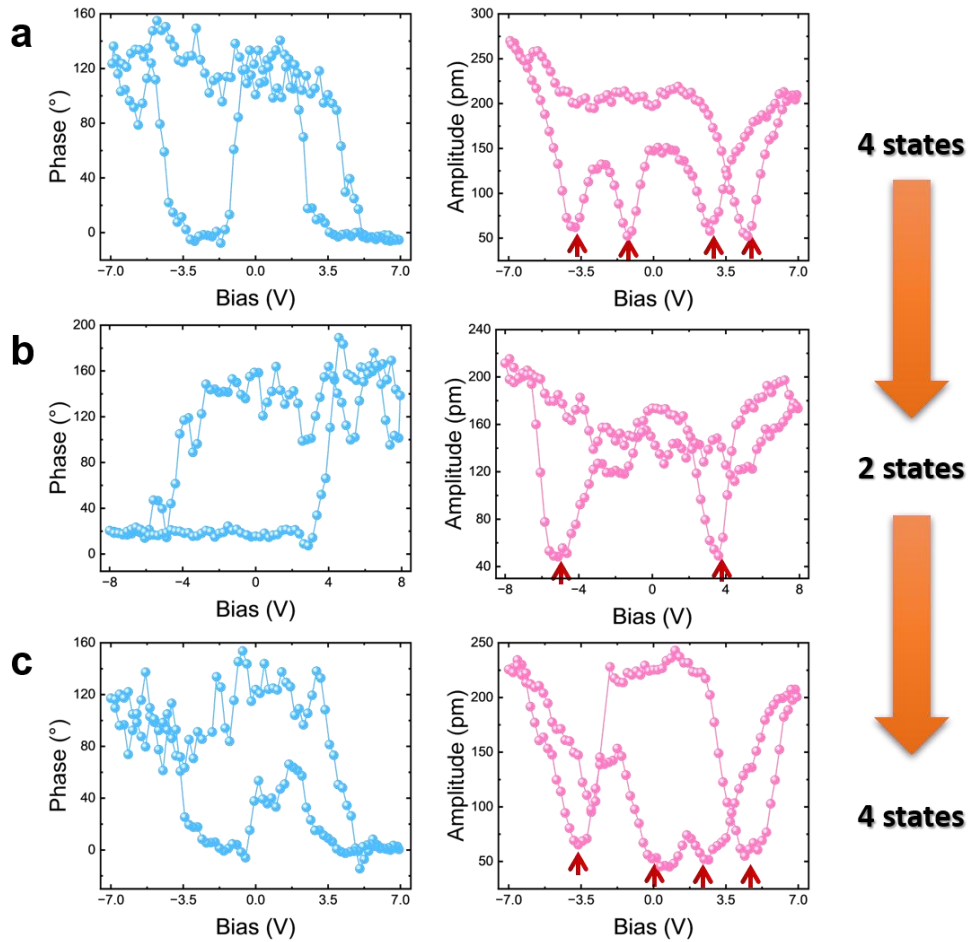 a
160
120
80
40
0
Phase (°)
−7.0 −3.5 0.0 3.5 7.0
Bias (V)
300
250
200
150
100
50
Amplitude (pm)
−7.0 −3.5 0.0 3.5 7.0
Bias (V)
4 states
b
200
160
120
80
40
0
Phase (°)
−8 −4 0 4 8
Bias (V)
240
200
160
120
80
40
Amplitude (pm)
−8 −4 0 4 8
Bias (V)
2 states
c
160
120
80
40
0
Phase (°)
−7.0 −3.5 0.0 3.5 7.0
Bias (V)
250
200
150
100
50
Amplitude (pm)
−7.0 −3.5 0.0 3.5 7.0
Bias (V)
4 states